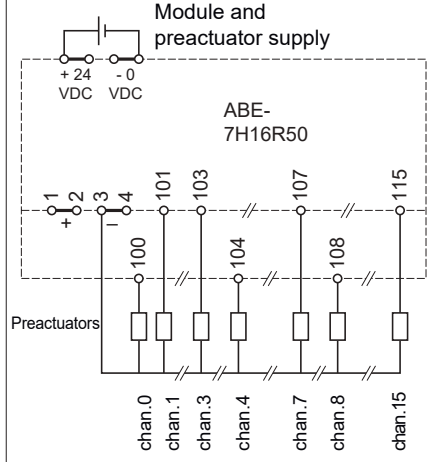 Module and
preactuator supply
+ 24
VDC
- 0
VDC
ABE-
7H16R50
1 2 3 4 101 103 107 115
+ –
100 104 108
Preactuators
chan.0 chan.1 chan.3 chan.4 chan.7 chan.8 chan.15